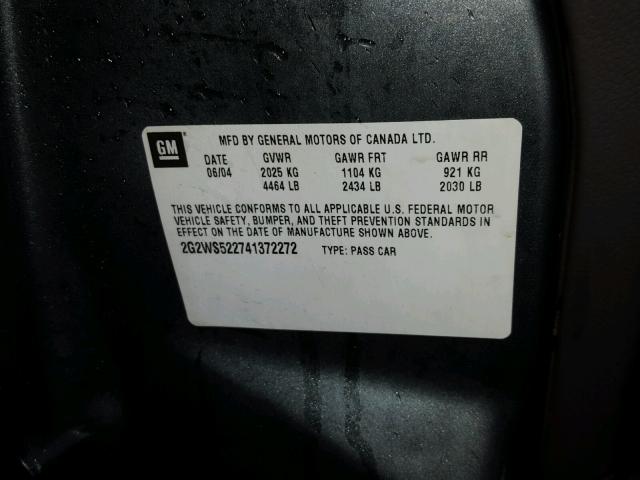 GM
MFD BY GENERAL MOTORS OF CANADA LTD.
DATE GVWR GAWR FRT GAWR RR
06/04 2025 KG 1104 KG 921 KG
4464 LB 2434 LB 2030 LB
THIS VEHICLE CONFORMS TO ALL APPLICABLE U.S. FEDERAL MOTOR
VEHICLE SAFETY, BUMPER, AND THEFT PREVENTION STANDARDS IN
EFFECT ON THE DATE OF MANUFACTURE SHOWN ABOVE.
2G2WS522741372272 TYPE: PASS CAR